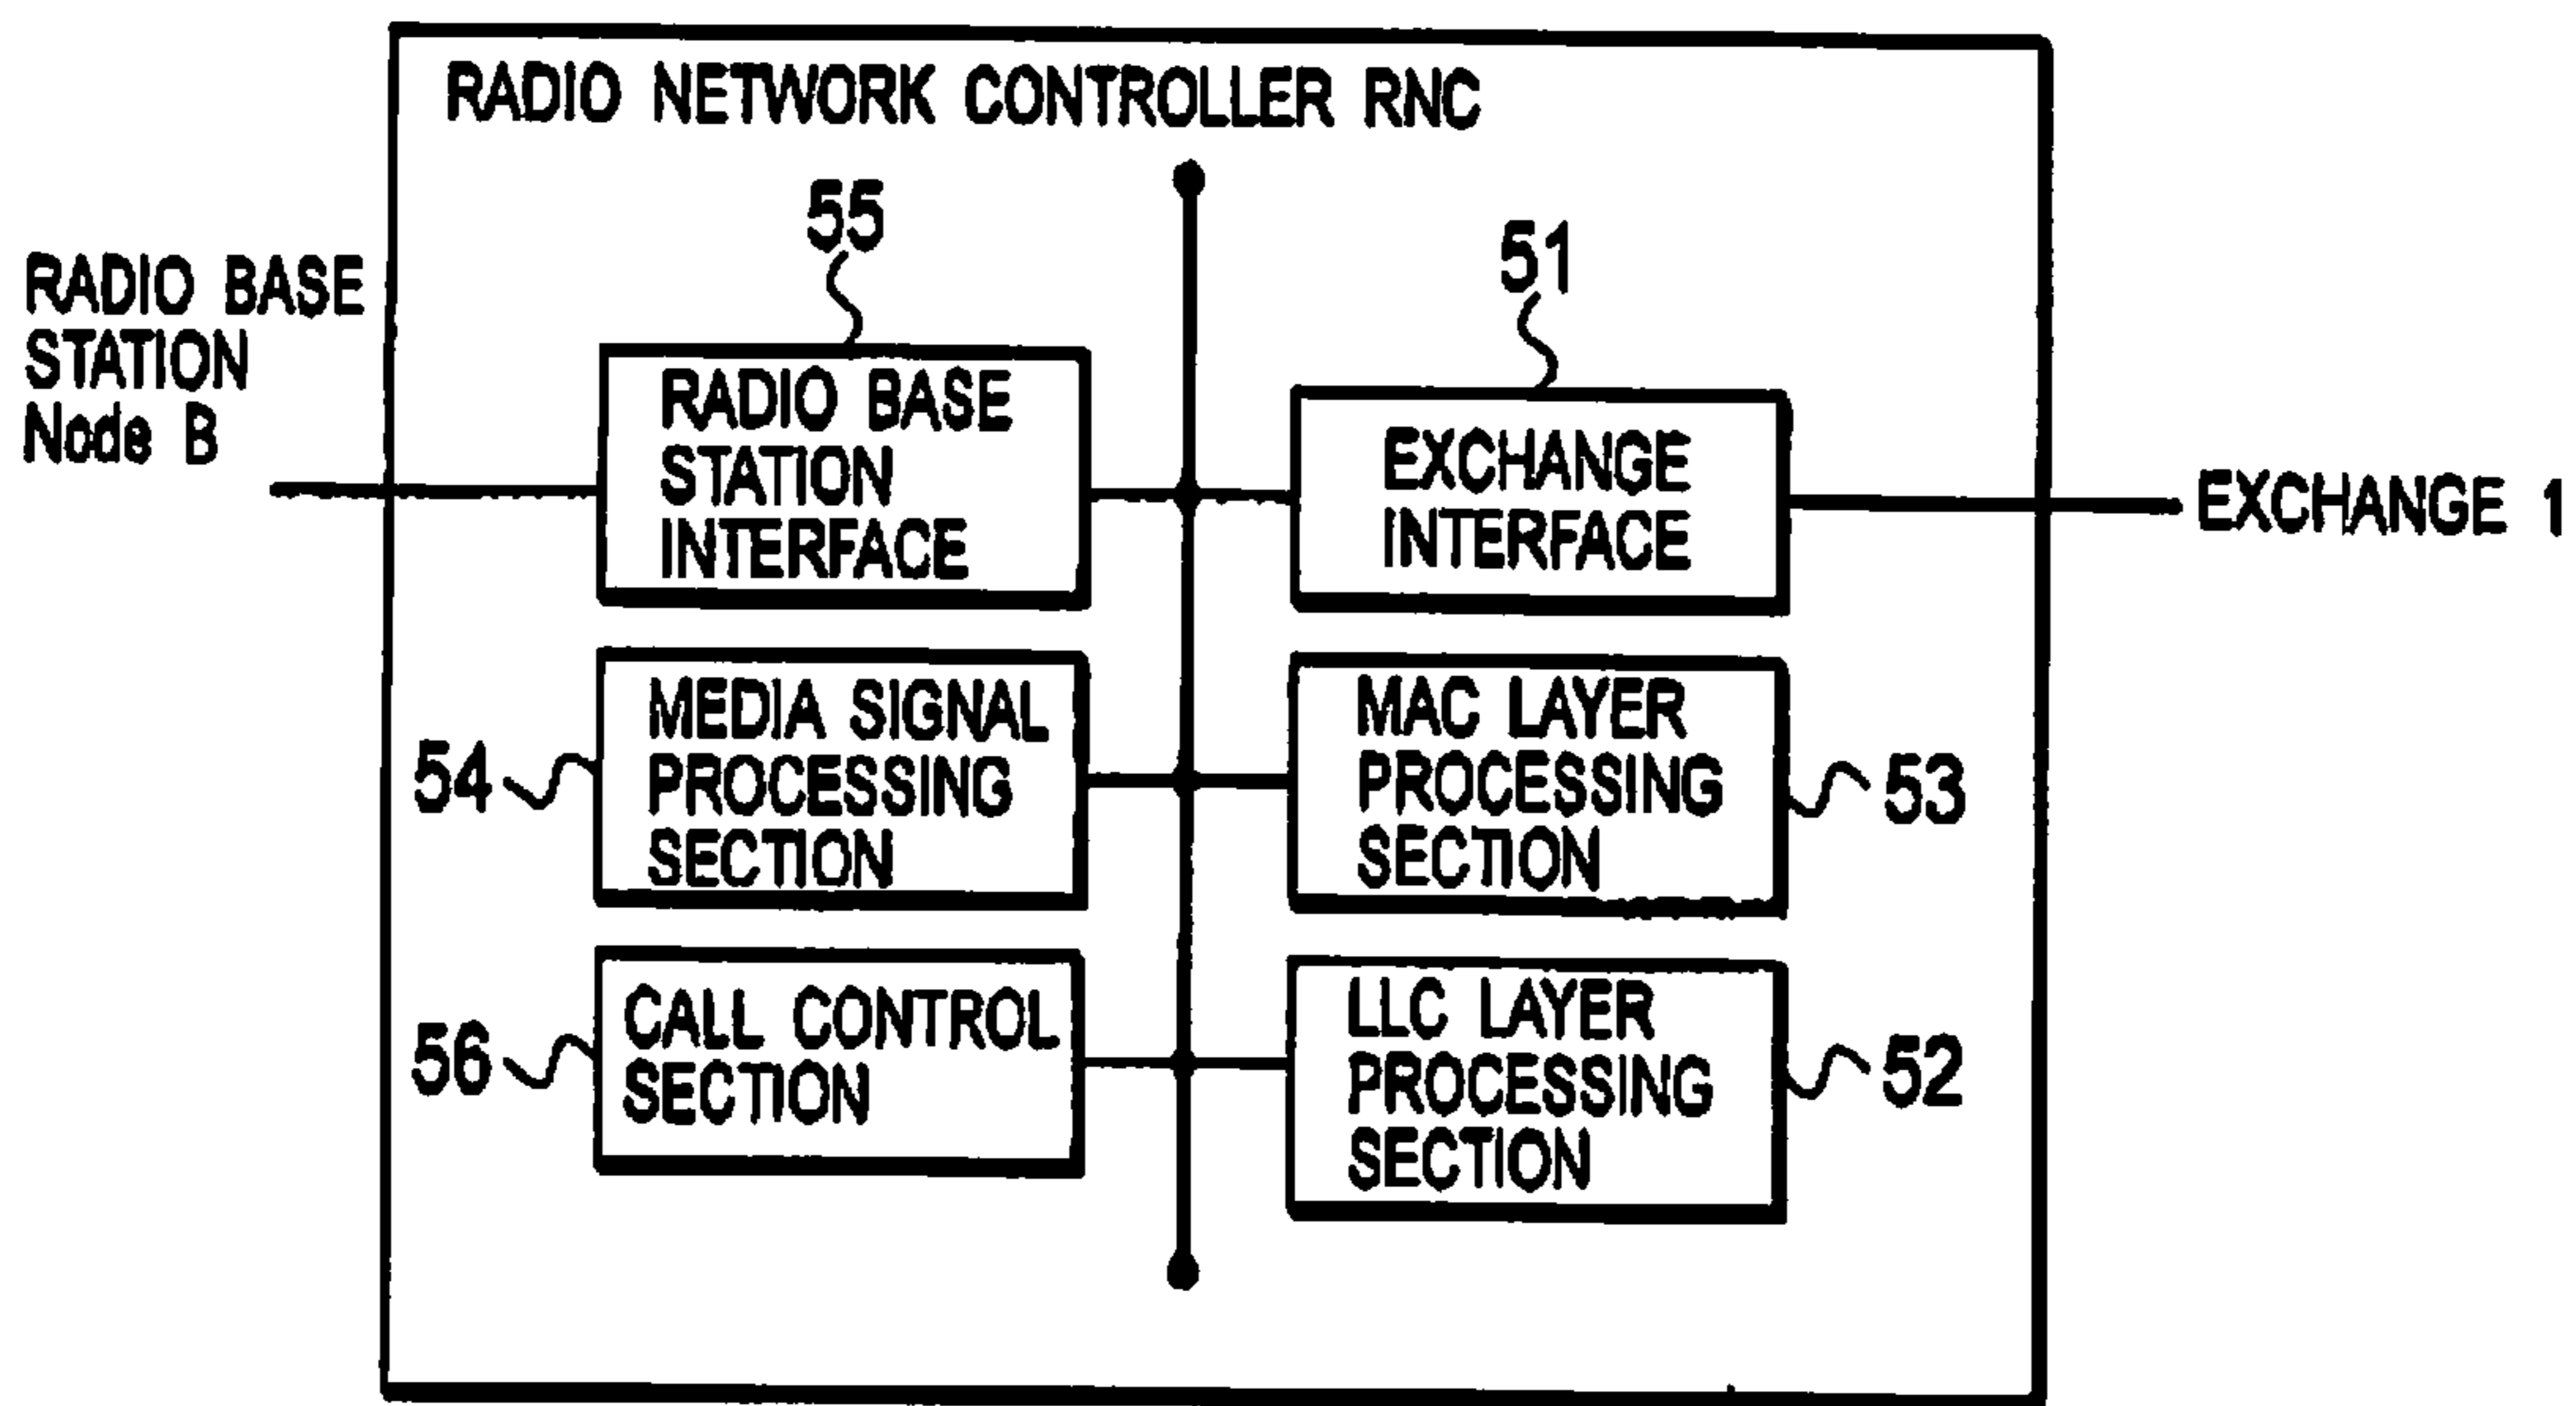 RADIO NETWORK CONTROLLER RNC
55
51
RADIO BASE
STATION
Node B
RADIO BASE
STATION
INTERFACE
EXCHANGE
INTERFACE
EXCHANGE 1
54
MEDIA SIGNAL
PROCESSING
SECTION
MAC LAYER
PROCESSING
SECTION
53
56
CALL CONTROL
SECTION
LLC LAYER
PROCESSING
SECTION
52